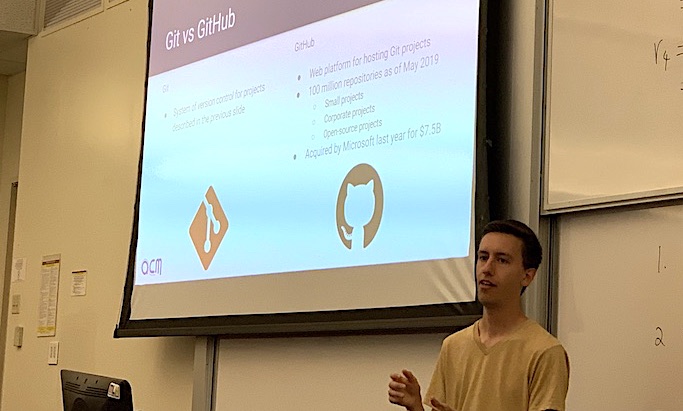 Git vs GitHub
Git
System of version control for projects
described in the previous slide
GitHub
Web platform for hosting Git projects
100 million repositories as of May 2019
Small projects
Corporate projects
Open-source projects
Acquired by Microsoft last year for $7.5B
acm
r4 =
1.
2